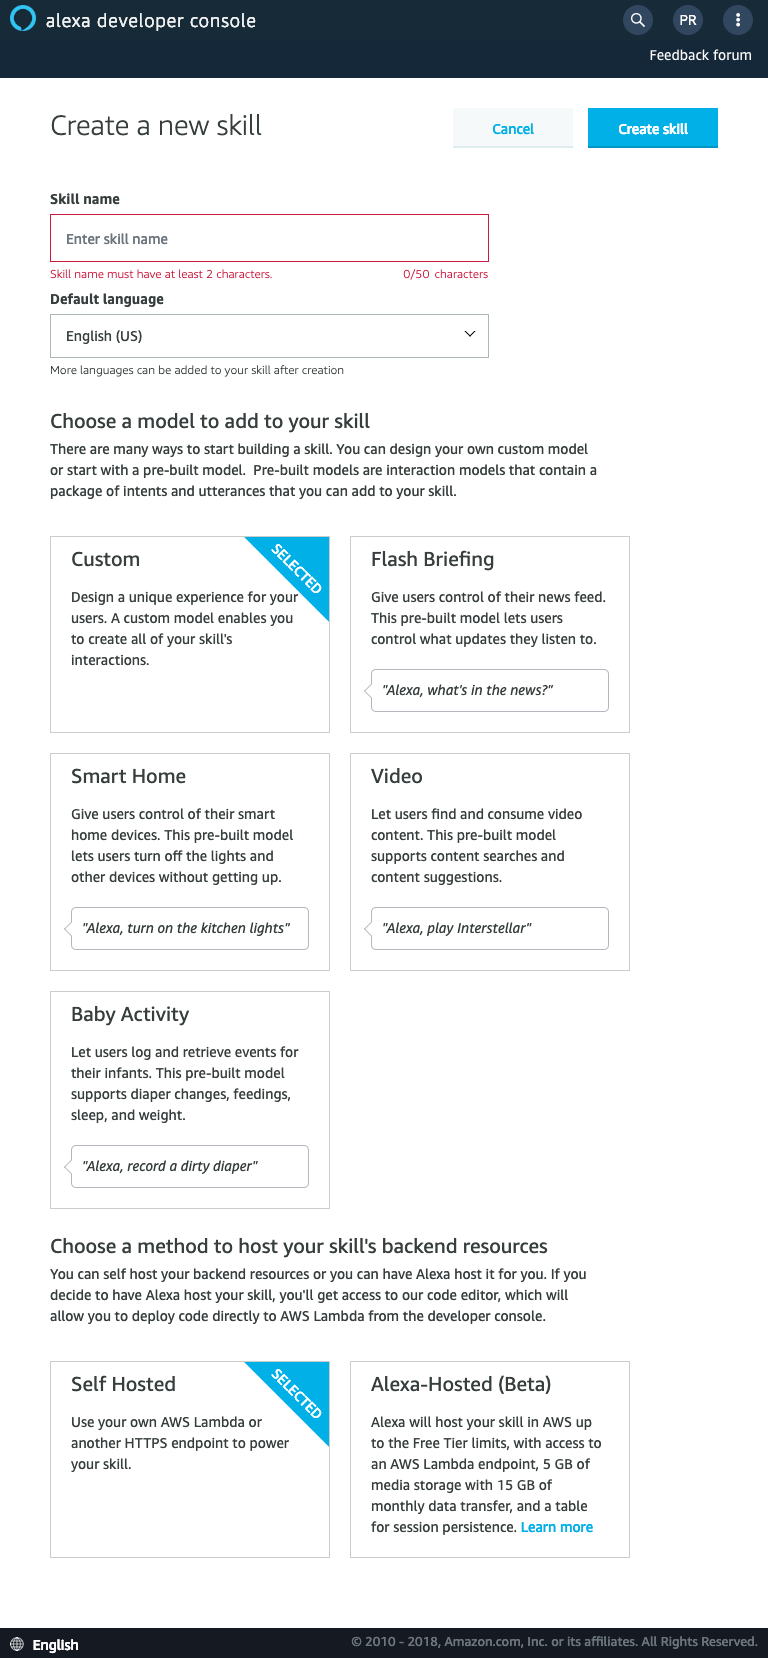 alexa developer console
PR
Feedback forum
Create a new skill
Cancel
Create skill
Skill name
Enter skill name
Skill name must have at least 2 characters.
0/50 characters
Default language
English (US)
More languages can be added to your skill after creation
Choose a model to add to your skill
There are many ways to start building a skill. You can design your own custom model
or start with a pre-built model. Pre-built models are interaction models that contain a
package of intents and utterances that you can add to your skill.
Custom
SELECTED
Design a unique experience for your
users. A custom model enables you
to create all of your skill's
interactions.
Flash Briefing
Give users control of their news feed.
This pre-built model lets users
control what updates they listen to.
"Alexa, what's in the news?"
Smart Home
Give users control of their smart
home devices. This pre-built model
lets users turn off the lights and
other devices without getting up.
"Alexa, turn on the kitchen lights"
Video
Let users find and consume video
content. This pre-built model
supports content searches and
content suggestions.
"Alexa, play Interstellar"
Baby Activity
Let users log and retrieve events for
their infants. This pre-built model
supports diaper changes, feedings,
sleep, and weight.
"Alexa, record a dirty diaper"
Choose a method to host your skill's backend resources
You can self host your backend resources or you can have Alexa host it for you. If you
decide to have Alexa host your skill, you'll get access to our code editor, which will
allow you to deploy code directly to AWS Lambda from the developer console.
Self Hosted
SELECTED
Use your own AWS Lambda or
another HTTPS endpoint to power
your skill.
Alexa-Hosted (Beta)
Alexa will host your skill in AWS up
to the Free Tier limits, with access to
an AWS Lambda endpoint, 5 GB of
media storage with 15 GB of
monthly data transfer, and a table
for session persistence. Learn more
English
© 2010 - 2018, Amazon.com, Inc. or its affiliates. All Rights Reserved.